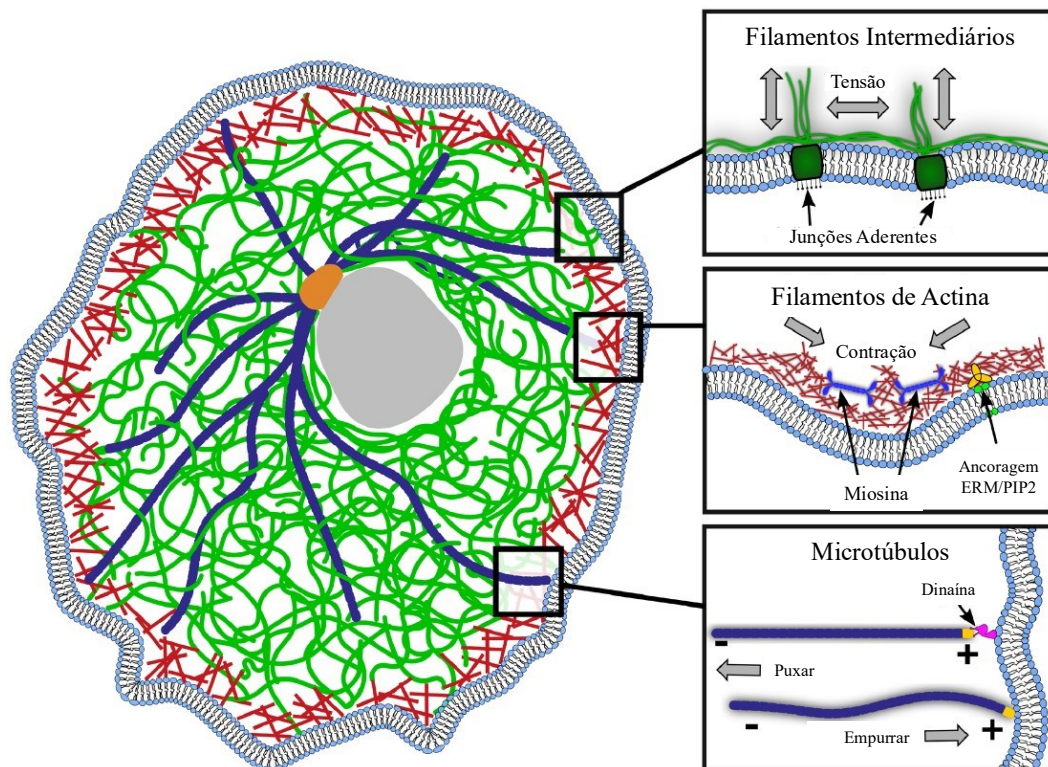 Filamentos Intermediários
Tensão
Junções Aderentes
Filamentos de Actina
Contração
Miosina
Ancoragem
ERM/PIP2
Microtúbulos
Dinaína
-
+
Puxar
-
+
Empurrar